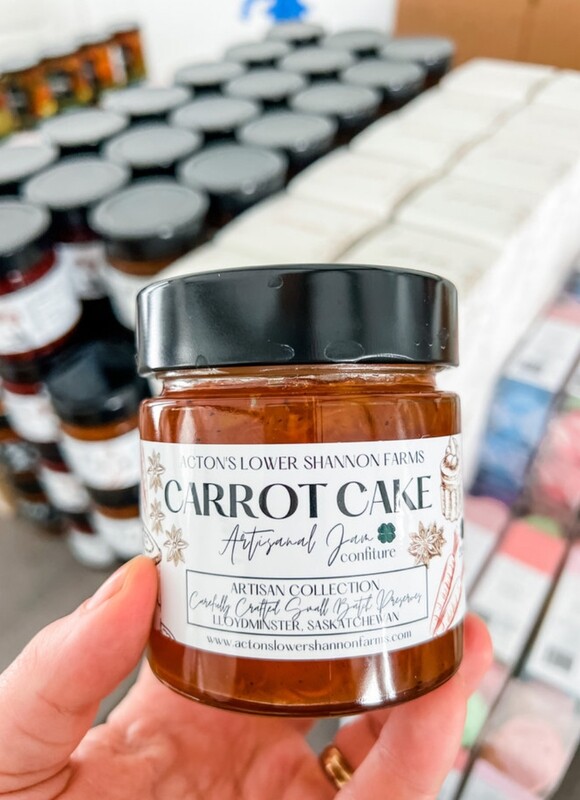 ACTON'S LOWER SHANNON FARMS
CARROT CAKE
Artisanal Jam
confiture
ARTISAN COLLECTION
Carefully Crafted Small Batch Preserves
LLOYDMINSTER, SASKATCHEWAN
www.actonslowershannonfarms.com